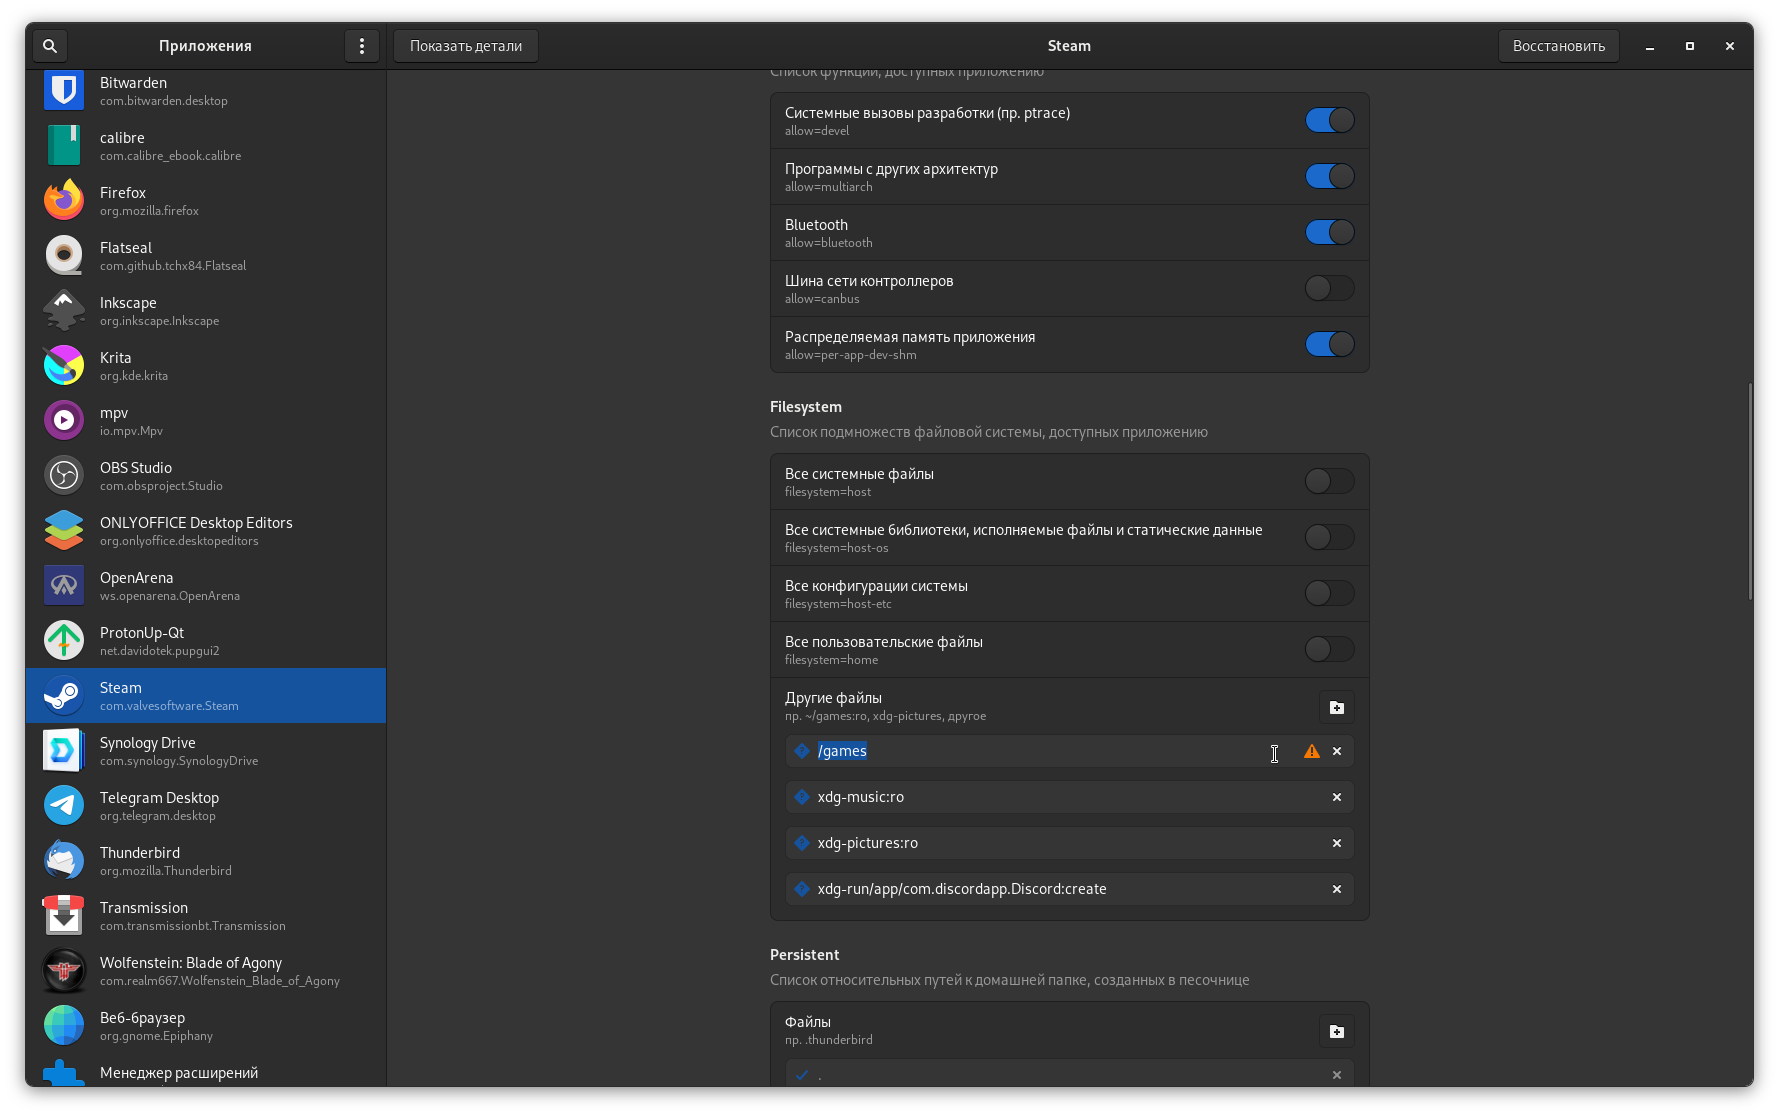 Приложения
Показать детали
Steam
Восстановить
Bitwarden
com.bitwarden.desktop
calibre
com.calibre_ebook.calibre
Firefox
org.mozilla.firefox
Flatseal
com.github.tchx84.Flatseal
Inkscape
org.inkscape.Inkscape
Krita
org.kde.krita
mpv
io.mpv.Mpv
OBS Studio
com.obsproject.Studio
ONLYOFFICE Desktop Editors
org.onlyoffice.desktopeditors
OpenArena
ws.openarena.OpenArena
ProtonUp-Qt
net.davidotek.pupgui2
Steam
com.valvesoftware.Steam
Synology Drive
com.synology.SynologyDrive
Telegram Desktop
org.telegram.desktop
Thunderbird
org.mozilla.Thunderbird
Transmission
com.transmissionbt.Transmission
Wolfenstein: Blade of Agony
com.realm667.Wolfenstein_Blade_of_Agony
Веб-браузер
org.gnome.Epiphany
Менеджер расширений
Список функций, доступных приложению
Системные вызовы разработки (пр. ptrace)
allow=devel
Программы с других архитектур
allow=multiarch
Bluetooth
allow=bluetooth
Шина сети контроллеров
allow=canbus
Распределяемая память приложения
allow=per-app-dev-shm
Filesystem
Список подмножеств файловой системы, доступных приложению
Все системные файлы
filesystem=host
Все системные библиотеки, исполняемые файлы и статические данные
filesystem=host-os
Все конфигурации системы
filesystem=host-etc
Все пользовательские файлы
filesystem=home
Другие файлы
пр. ~/games:ro, xdg-pictures, другое
/games
xdg-music:ro
xdg-pictures:ro
xdg-run/app/com.discordapp.Discord:create
Persistent
Список относительных путей к домашней папке, созданных в песочнице
Файлы
пр. .thunderbird
.